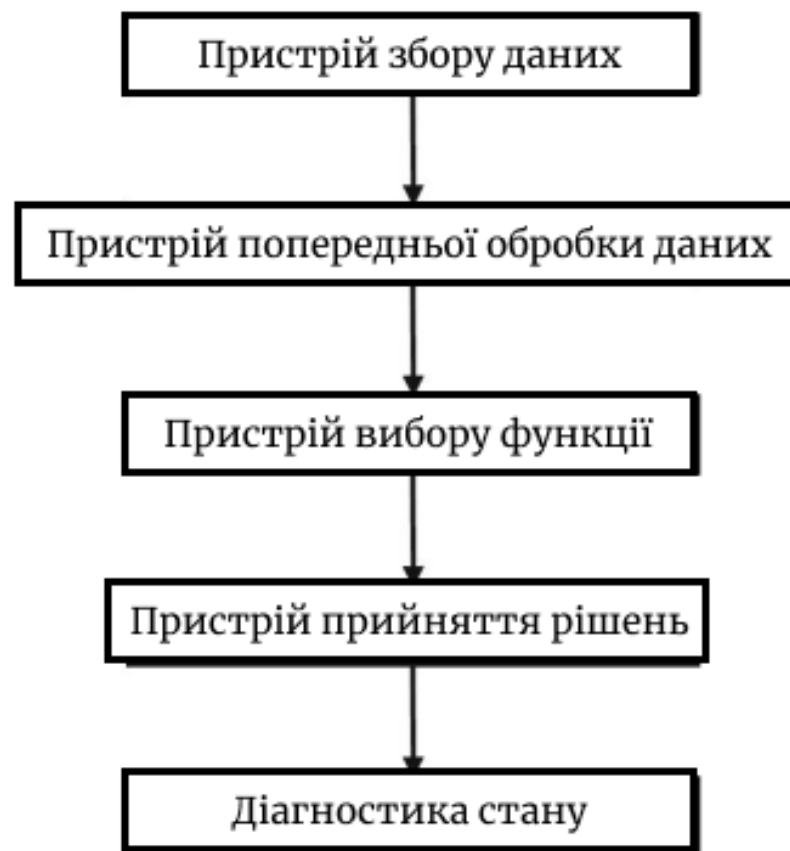 Пристрій збору даних
Пристрій попередньої обробки даних
Пристрій вибору функції
Пристрій прийняття рішень
Діагностика стану